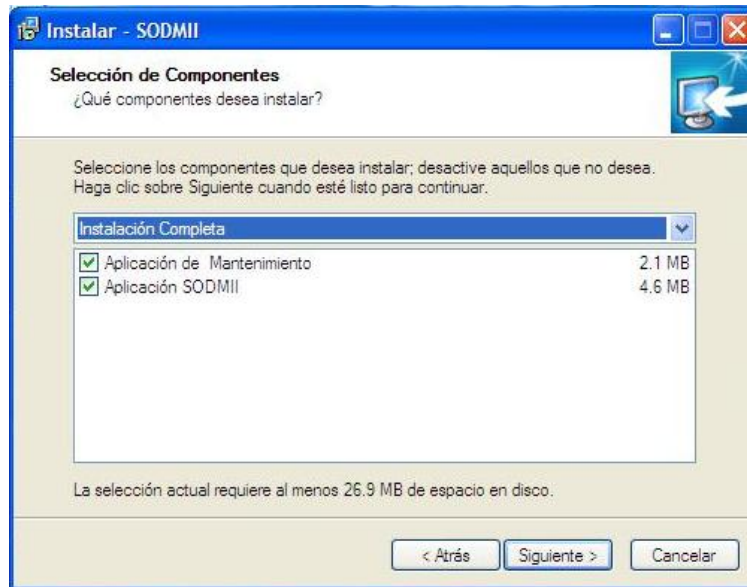 Instalar - SODMII
Selección de Componentes
¿Qué componentes desea instalar?
Seleccione los componentes que desea instalar; desactive aquellos que no desea.
Haga clic sobre Siguiente cuando esté listo para continuar.
Instalación Completa
Aplicación de Mantenimiento 2.1 MB
Aplicación SODMII 4.6 MB
La selección actual requiere al menos 26.9 MB de espacio en disco.
< Atrás Siguiente > Cancelar